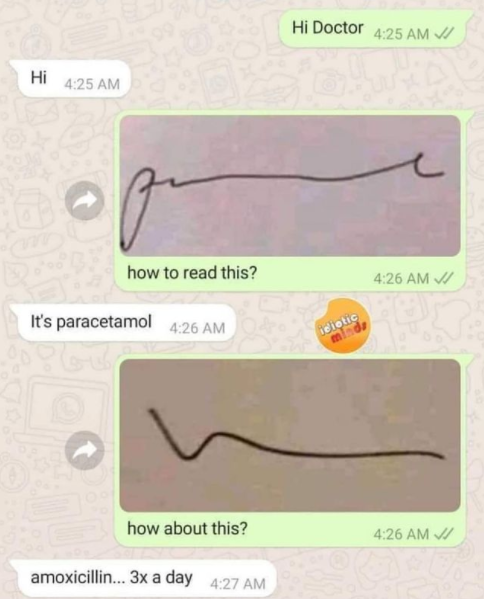 Hi Doctor 4:25 AM
Hi 4:25 AM
how to read this? 4:26 AM
It's paracetamol 4:26 AM
idiotic
minds
how about this? 4:26 AM
amoxicillin... 3x a day 4:27 AM